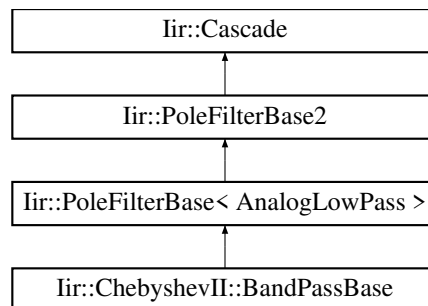 Iir::Cascade
Iir::PoleFilterBase2
Iir::PoleFilterBase< AnalogLowPass >
Iir::ChebyshevII::BandPassBase